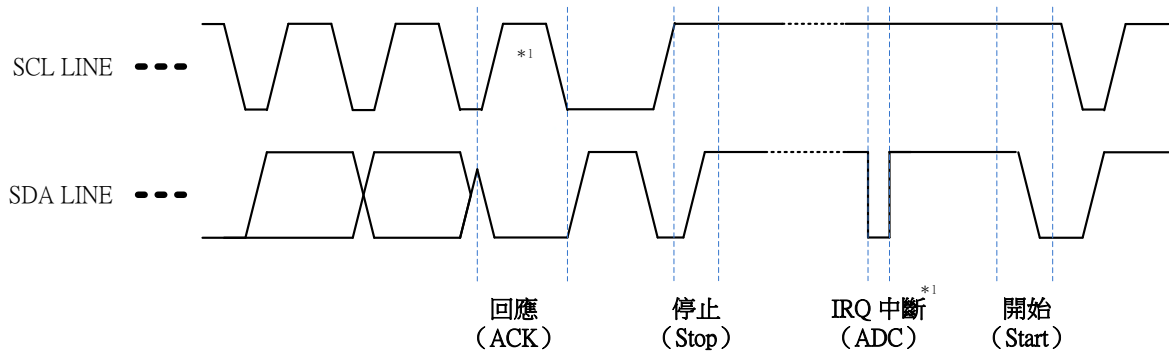 SCL LINE
*1
SDA LINE
回應
(ACK)
停止
(Stop)
IRQ 中斷*1
(ADC)
開始
(Start)